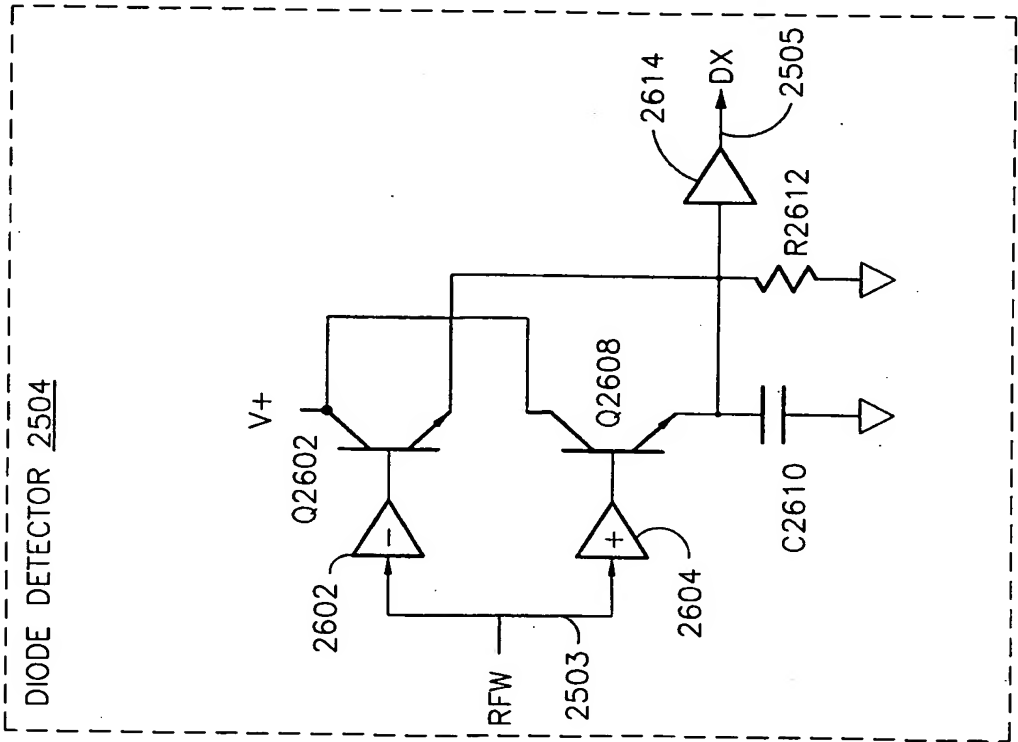 DIODE DETECTOR 2504
V+
Q2602
2602
−
RFW
2503
+
2604
Q2608
C2610
R2612
2614
DX
2505